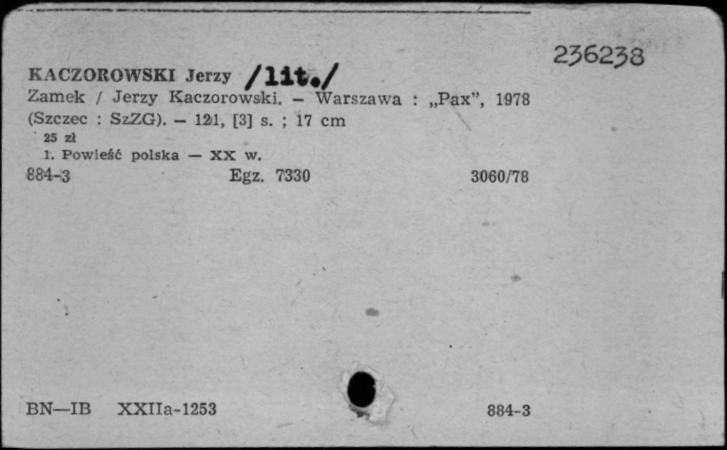 236238
KACZOROWSKI Jerzy /lit./
Zamek / Jerzy Kaczorowski. — Warszawa : „Pax”, 1978
(Szczec : SzZG). — 121, [3] s. ; 17 cm
25 zł
1. Powieść polska — XX w.
884-3 Egz. 7330 3060/78
BN—IB XXIIa-1253 884-3